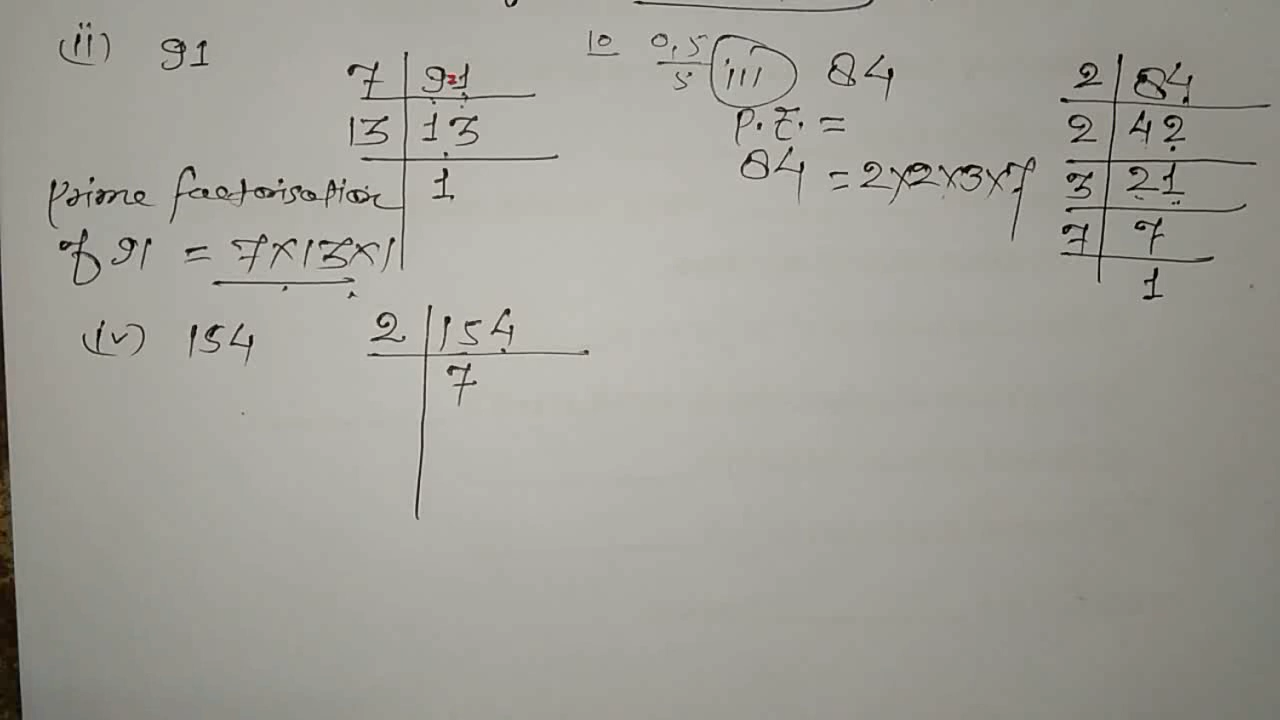 (ii) 91
7 | 9²1
13 | 13
1
Prime factorisation
of 91 = 7×13×1
10 0,5
5
iii 84
P.F. =
84 = 2×2×3×7
2 | 84
2 | 42
3 | 21
7 | 7
1
(iv) 154
2 | 154
7